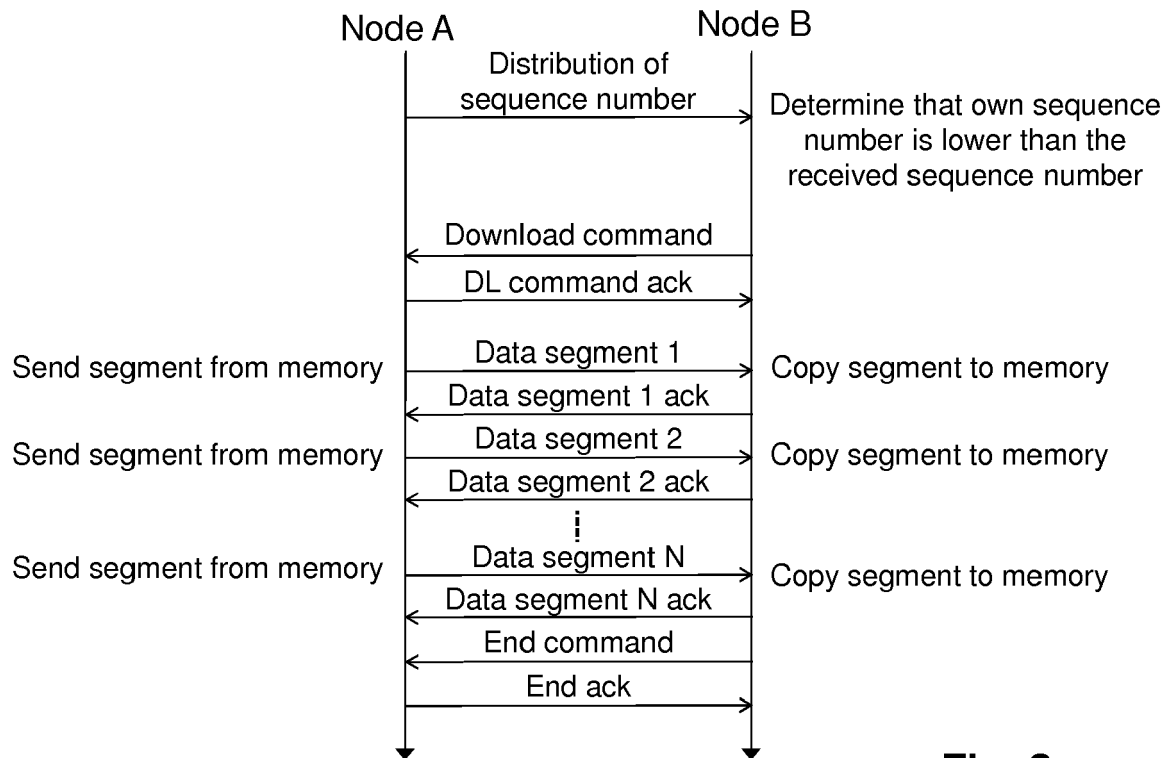 Node A
Node B
Distribution of
sequence number
Determine that own sequence
number is lower than the
received sequence number
Download command
DL command ack
Send segment from memory
Data segment 1
Copy segment to memory
Data segment 1 ack
Send segment from memory
Data segment 2
Copy segment to memory
Data segment 2 ack
Send segment from memory
Data segment N
Copy segment to memory
Data segment N ack
End command
End ack